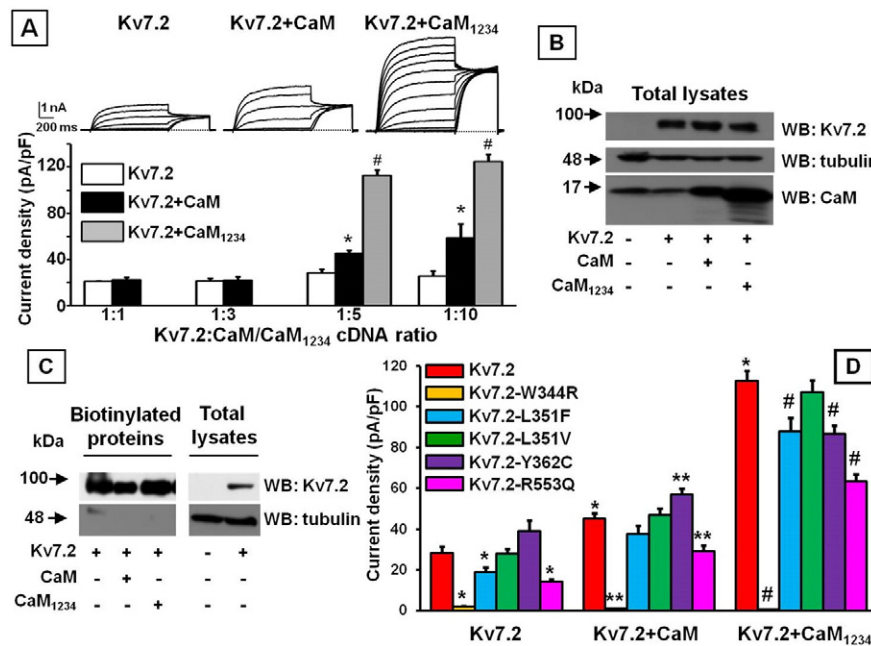 A
Kv7.2
Kv7.2+CaM
Kv7.2+CaM1234
1 nA
200 ms
Current density (pA/pF)
120
80
40
0
Kv7.2
Kv7.2+CaM
Kv7.2+CaM1234
*
#
*
#
1:1
1:3
1:5
1:10
Kv7.2:CaM/CaM1234 cDNA ratio
B
kDa
Total lysates
100
WB: Kv7.2
48
WB: tubulin
17
WB: CaM
Kv7.2 - + + +
CaM - - + -
CaM1234 - - - +
C
Biotinylated proteins
Total lysates
kDa
100
WB: Kv7.2
48
WB: tubulin
Kv7.2 + + + - +
CaM - + - - -
CaM1234 - - + - -
D
Current density (pA/pF)
120
100
80
60
40
20
0
Kv7.2
Kv7.2-W344R
Kv7.2-L351F
Kv7.2-L351V
Kv7.2-Y362C
Kv7.2-R553Q
* * *
* ** ** **
* # # # #
Kv7.2
Kv7.2+CaM
Kv7.2+CaM1234